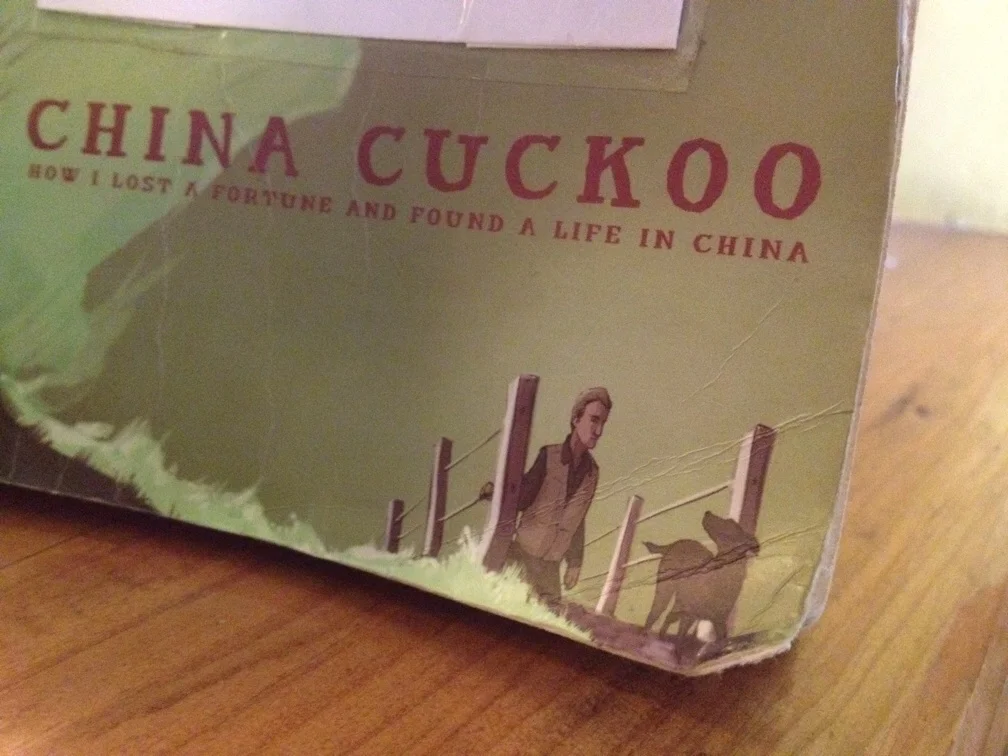 CHINA CUCKOO
HOW I LOST A FORTUNE AND FOUND A LIFE IN CHINA